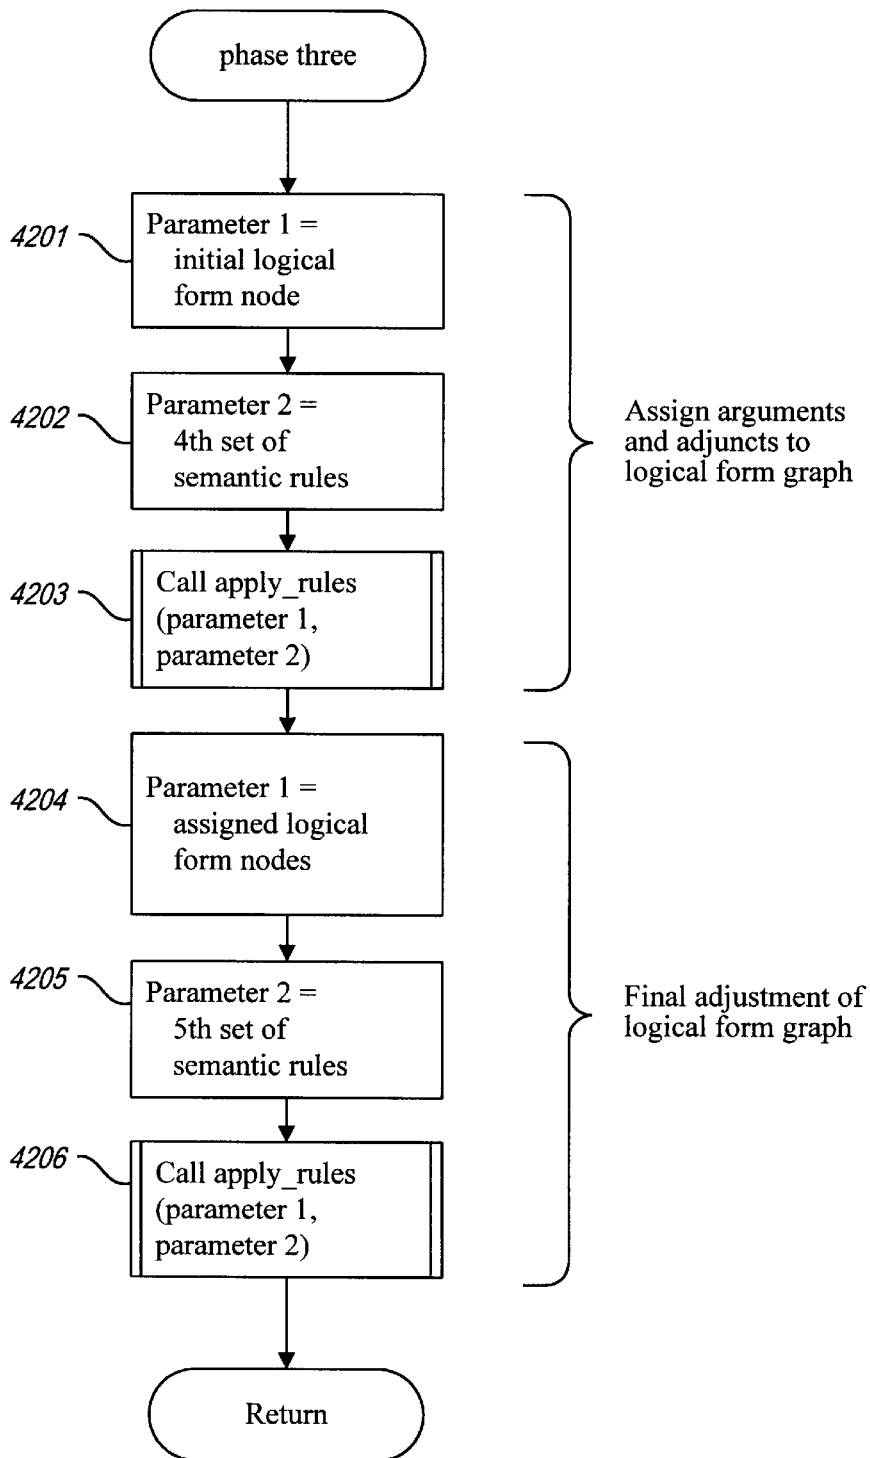 phase three
4201
Parameter 1 =
initial logical
form node
4202
Parameter 2 =
4th set of
semantic rules
Assign arguments
and adjuncts to
logical form graph
4203
Call apply_rules
(parameter 1,
parameter 2)
4204
Parameter 1 =
assigned logical
form nodes
4205
Parameter 2 =
5th set of
semantic rules
Final adjustment of
logical form graph
4206
Call apply_rules
(parameter 1,
parameter 2)
Return